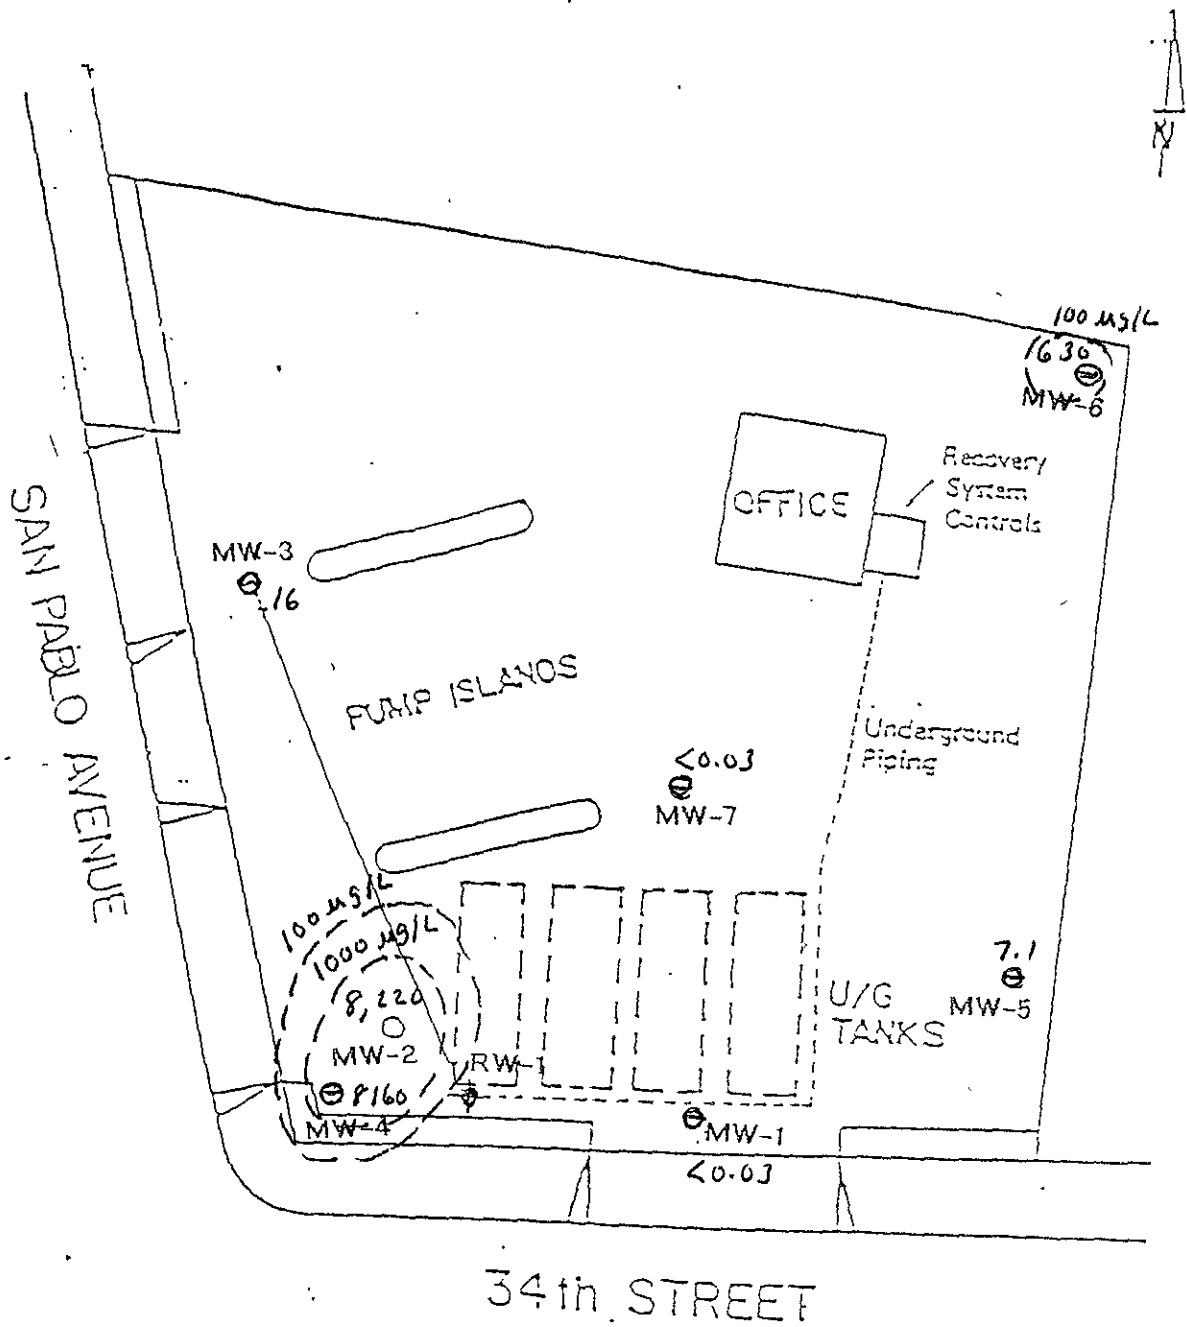 N
100 µg/L
630
MW-6
Recovery
System
Controls
OFFICE
MW-3
.16
SAN PABLO AVENUE
PUMP ISLANDS
Underground
Piping
<0.03
MW-7
100 µg/L
1000 µg/L
8,220
MW-2
RW-1
8160
MW-4
U/G
TANKS
7.1
MW-5
MW-1
<0.03
34th STREET